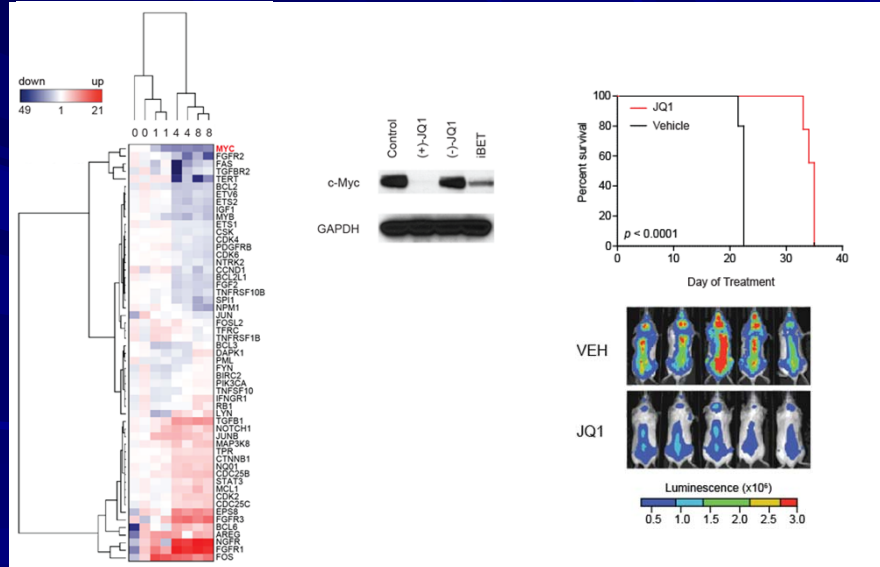 down up
49 1 21
0 0 1 1 4 4 8 8
MYC
FGFR2
FAS
TGFBR2
TERT
BCL2
ETV6
ETS2
IGF1
MYB
ETS1
CSK
CDK4
PDGFRB
CDK6
NTRK2
CCND1
BCL2L1
FGF2
TNFRSF10B
SPI1
NPM1
JUN
FOSL2
TFRC
TNFRSF1B
BCL3
DAPK1
PML
FYN
BIRC2
PIK3CA
TNFSF10
IFNGR1
RB1
LYN
TGFB1
NOTCH1
JUNB
MAP3K8
TPR
CTNNB1
NQO1
CDC25B
STAT3
MCL1
CDK2
CDC25C
EPS8
FGFR3
BCL6
AREG
NGFR
FGFR1
FOS
Control
(+)-JQ1
(-)-JQ1
iBET
c-Myc
GAPDH
Percent survival
100
80
60
40
20
0
JQ1
Vehicle
p < 0.0001
0 10 20 30 40
Day of Treatment
VEH
JQ1
Luminescence (x10⁶)
0.5 1.0 1.5 2.0 2.5 3.0